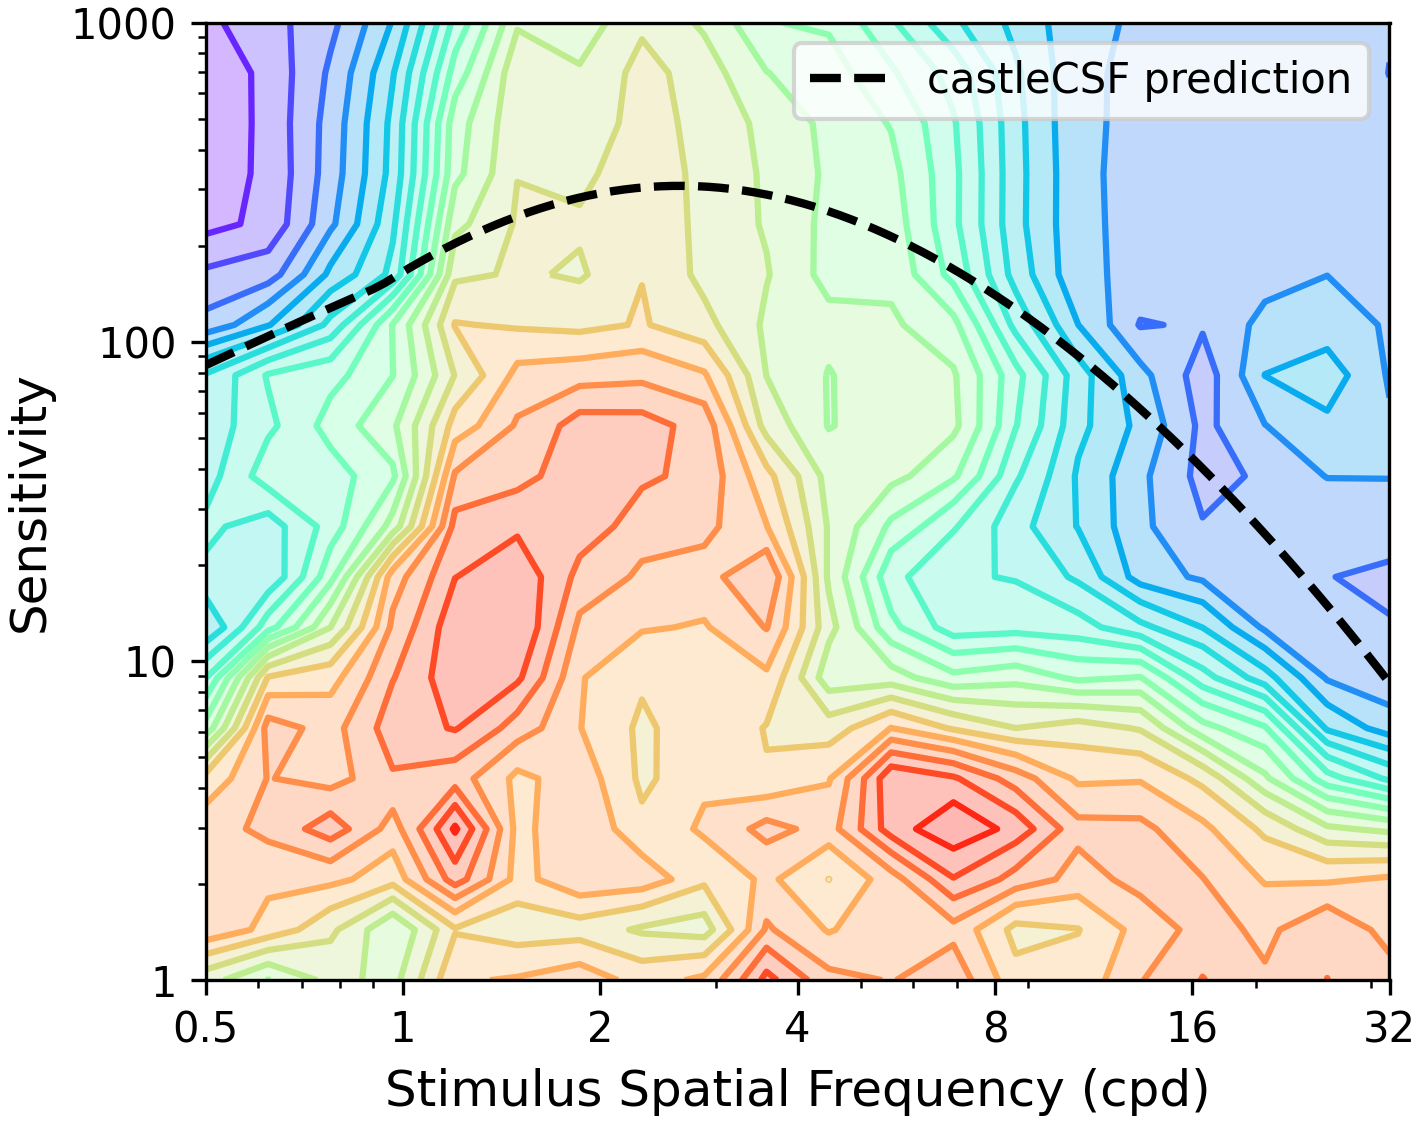 1000
100
10
1
Sensitivity
castleCSF prediction
0.5 1 2 4 8 16 32
Stimulus Spatial Frequency (cpd)